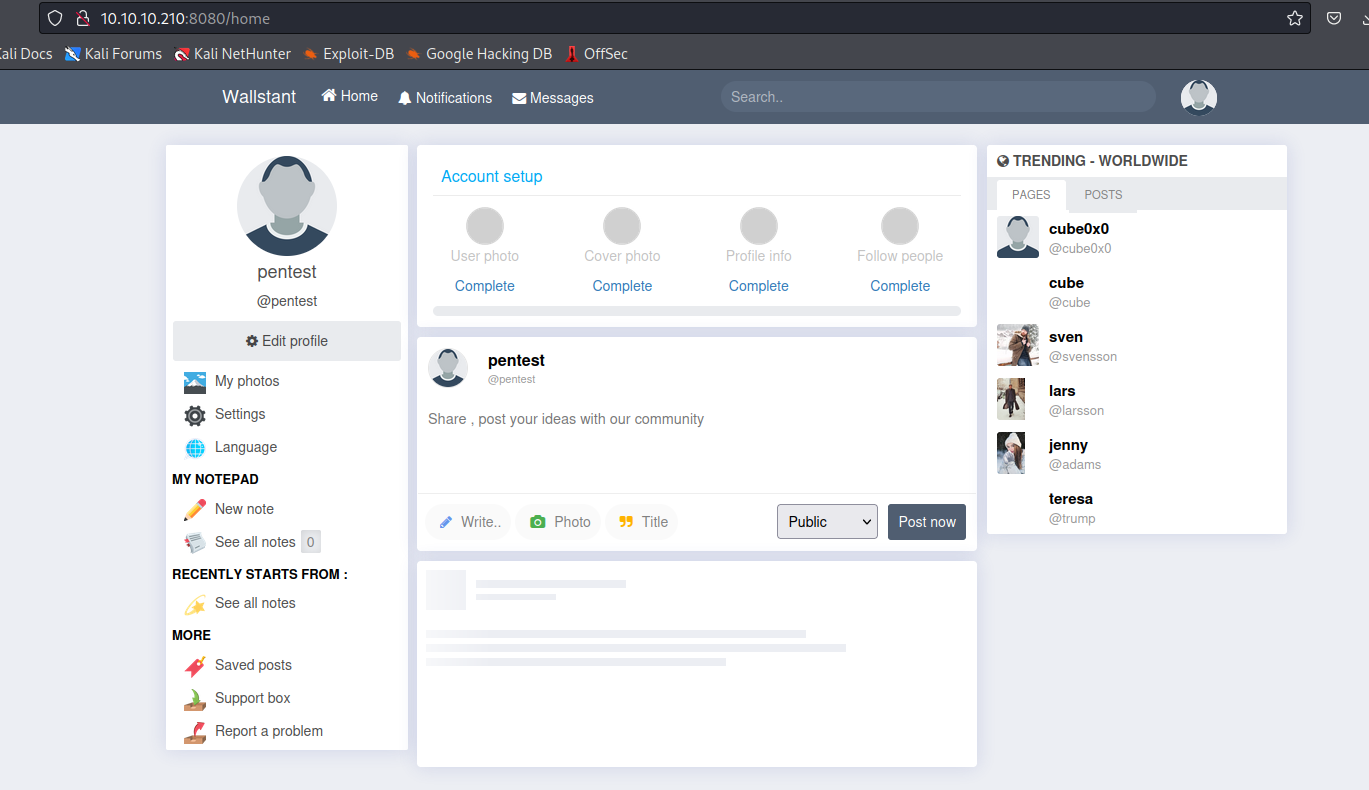 10.10.10.210:8080/home
ali Docs Kali Forums Kali NetHunter Exploit-DB Google Hacking DB OffSec
Wallstant Home Notifications Messages Search..
pentest
@pentest
Edit profile
My photos
Settings
Language
MY NOTEPAD
New note
See all notes 0
RECENTLY STARTS FROM :
See all notes
MORE
Saved posts
Support box
Report a problem
Account setup
User photo Cover photo Profile info Follow people
Complete Complete Complete Complete
pentest
@pentest
Share , post your ideas with our community
Write.. Photo Title Public Post now
TRENDING - WORLDWIDE
PAGES POSTS
cube0x0
@cube0x0
cube
@cube
sven
@svensson
lars
@larsson
jenny
@adams
teresa
@trump